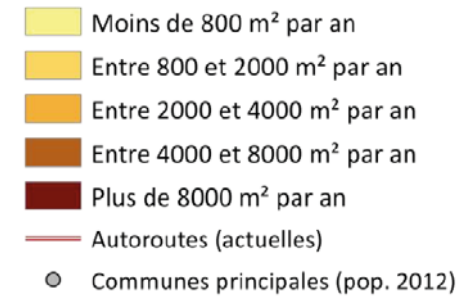 Moins de 800 m² par an
Entre 800 et 2000 m² par an
Entre 2000 et 4000 m² par an
Entre 4000 et 8000 m² par an
Plus de 8000 m² par an
Autoroutes (actuelles)
Communes principales (pop. 2012)